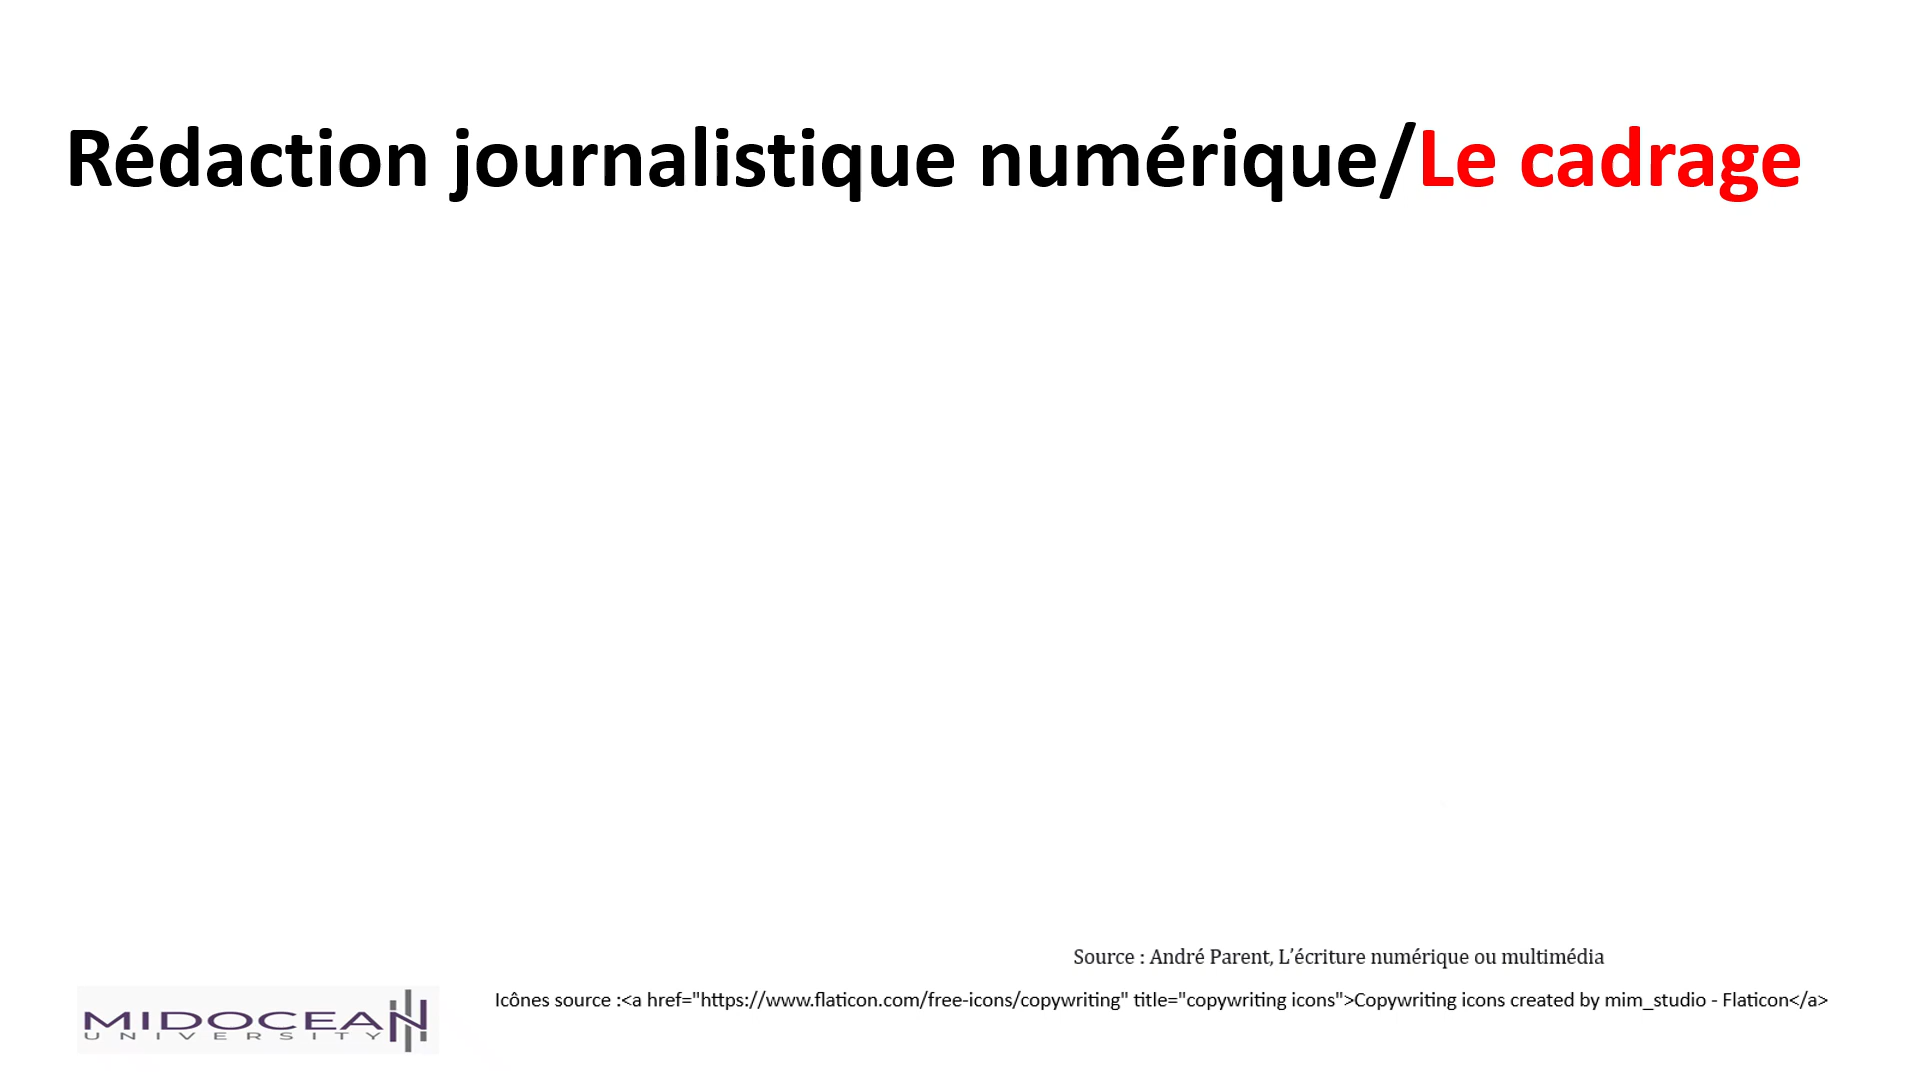 Rédaction journalistique numérique/Le cadrage
Source : André Parent, L’écriture numérique ou multimédia
Icônes source :<a href="https://www.flaticon.com/free-icons/copywriting" title="copywriting icons">Copywriting icons created by mim_studio - Flaticon</a>
MIDOCEAN
UNIVERSITY